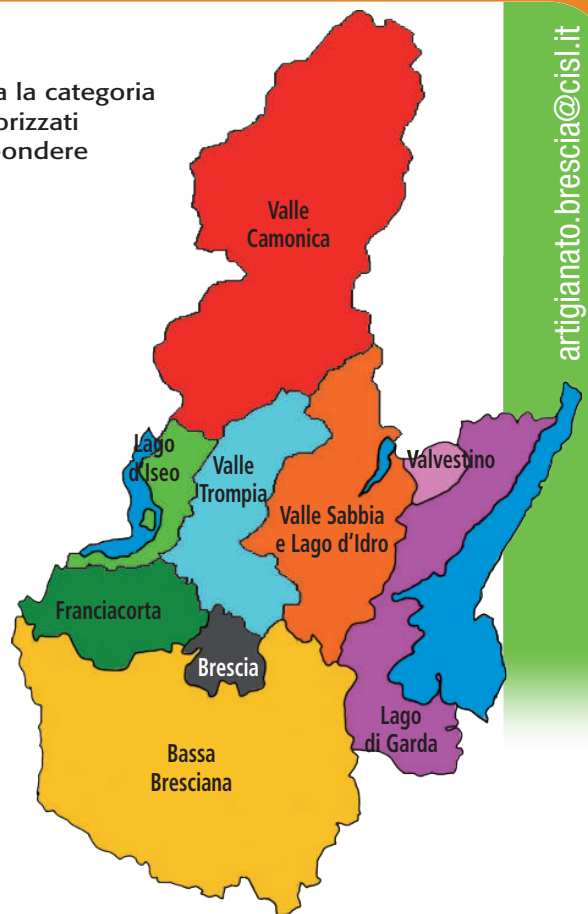 a la categoria
orizzati
pondere
artigianato.brescia@cisl.it
Valle
Camonica
Lago
d'Iseo
Valle
Trompia
Valvestino
Valle Sabbia
e Lago d'Idro
Franciacorta
Brescia
Lago
di Garda
Bassa
Bresciana